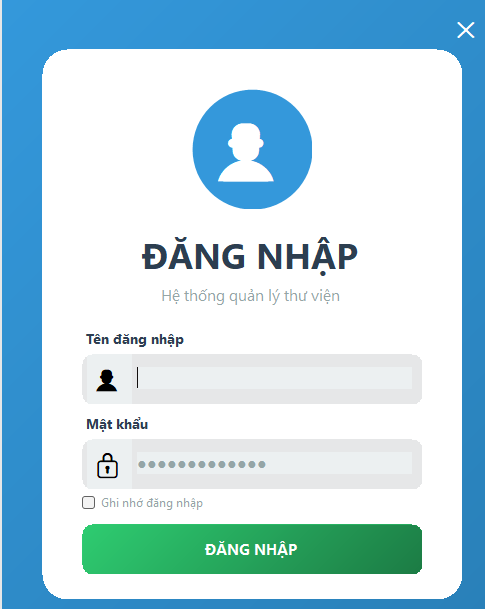 ĐĂNG NHẬP
Hệ thống quản lý thư viện
Tên đăng nhập
Mật khẩu
●●●●●●●●●●●●●
Ghi nhớ đăng nhập
ĐĂNG NHẬP